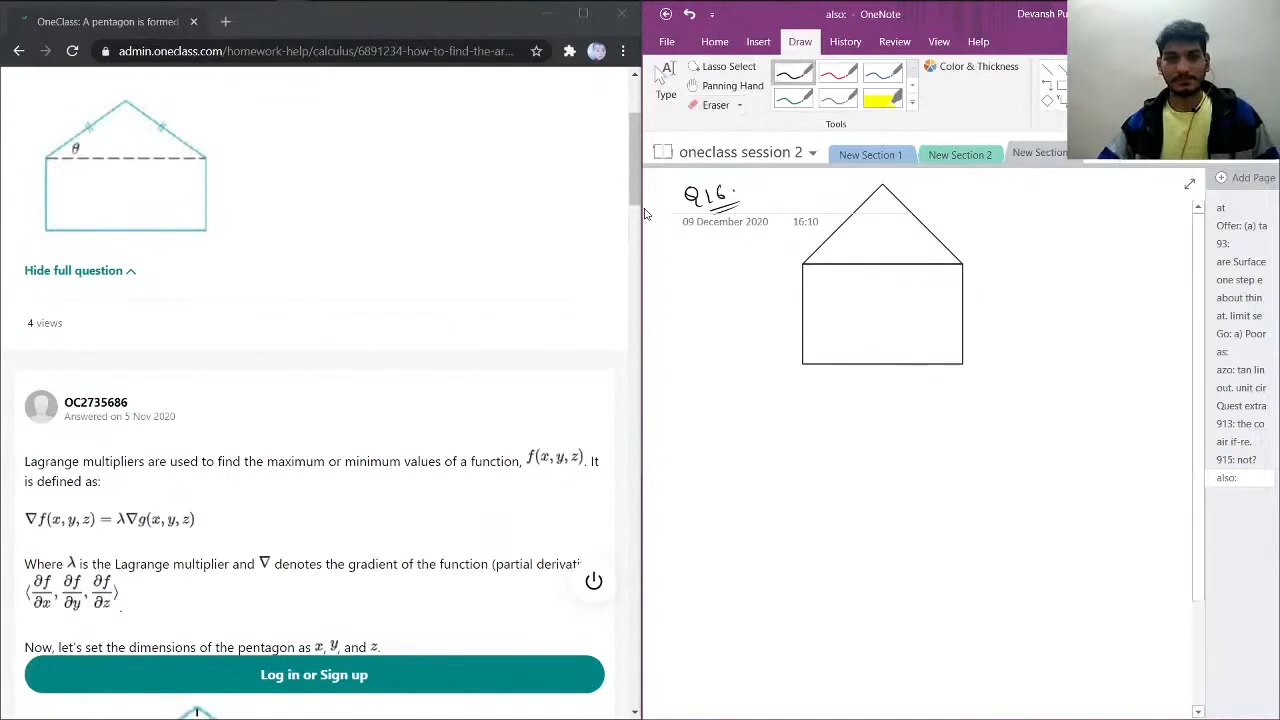 OneClass: A pentagon is formed
admin.oneclass.com/homework-help/calculus/6891234-how-to-find-the-ar...
θ
Hide full question
4 views
OC2735686
Answered on 5 Nov 2020
Lagrange multipliers are used to find the maximum or minimum values of a function, f(x, y, z). It
is defined as:
∇f(x, y, z) = λ∇g(x, y, z)
Where λ is the Lagrange multiplier and ∇ denotes the gradient of the function (partial derivati
⟨∂f/∂x, ∂f/∂y, ∂f/∂z⟩.
Now, let's set the dimensions of the pentagon as x, y, and z.
Log in or Sign up
also: - OneNote
Devansh Pu
File Home Insert Draw History Review View Help
Type
Lasso Select
Panning Hand
Eraser
Color & Thickness
Tools
oneclass session 2
New Section 1
New Section 2
New Section
Add Page
Q16.
09 December 2020 16:10
at
Offer: (a) ta
93:
are Surface
one step e
about thin
at. limit se
Go: a) Poor
as:
azo: tan lin
out. unit cir
Quest extra
913: the co
air if-re.
915: not?
also: